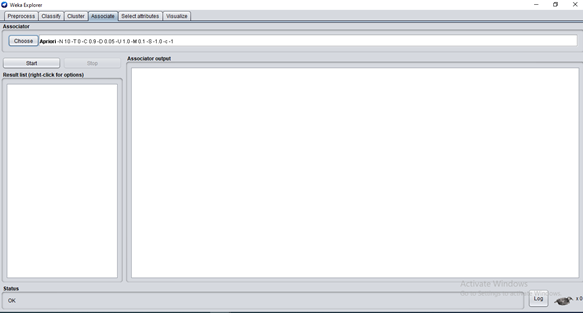 Weka Explorer
Preprocess Classify Cluster Associate Select attributes Visualize
Associator
Choose Apriori -N 10 -T 0 -C 0.9 -D 0.05 -U 1.0 -M 0.1 -S -1.0 -c -1
Start Stop
Associator output
Result list (right-click for options)
Activate Windows
Go to Settings to
Status
OK
Log
x 0